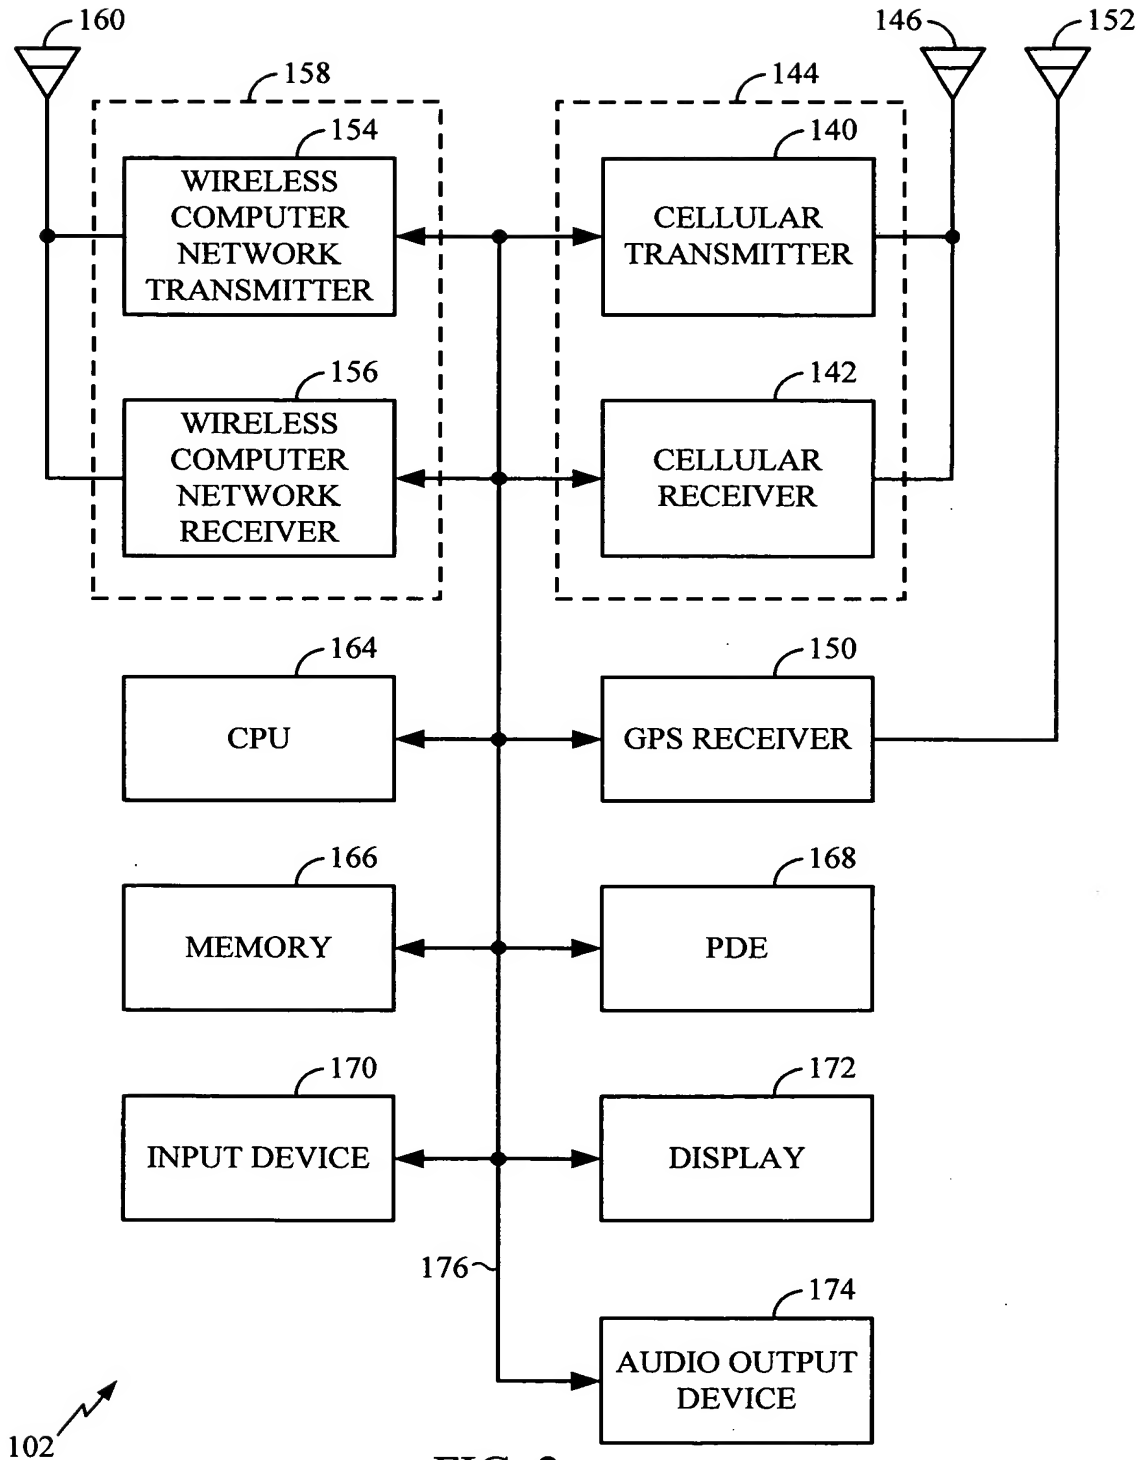 160
146
152
158
144
154
140
WIRELESS
COMPUTER
NETWORK
TRANSMITTER
CELLULAR
TRANSMITTER
156
142
WIRELESS
COMPUTER
NETWORK
RECEIVER
CELLULAR
RECEIVER
164
150
CPU
GPS RECEIVER
166
168
MEMORY
PDE
170
172
INPUT DEVICE
DISPLAY
176
174
AUDIO OUTPUT
DEVICE
102